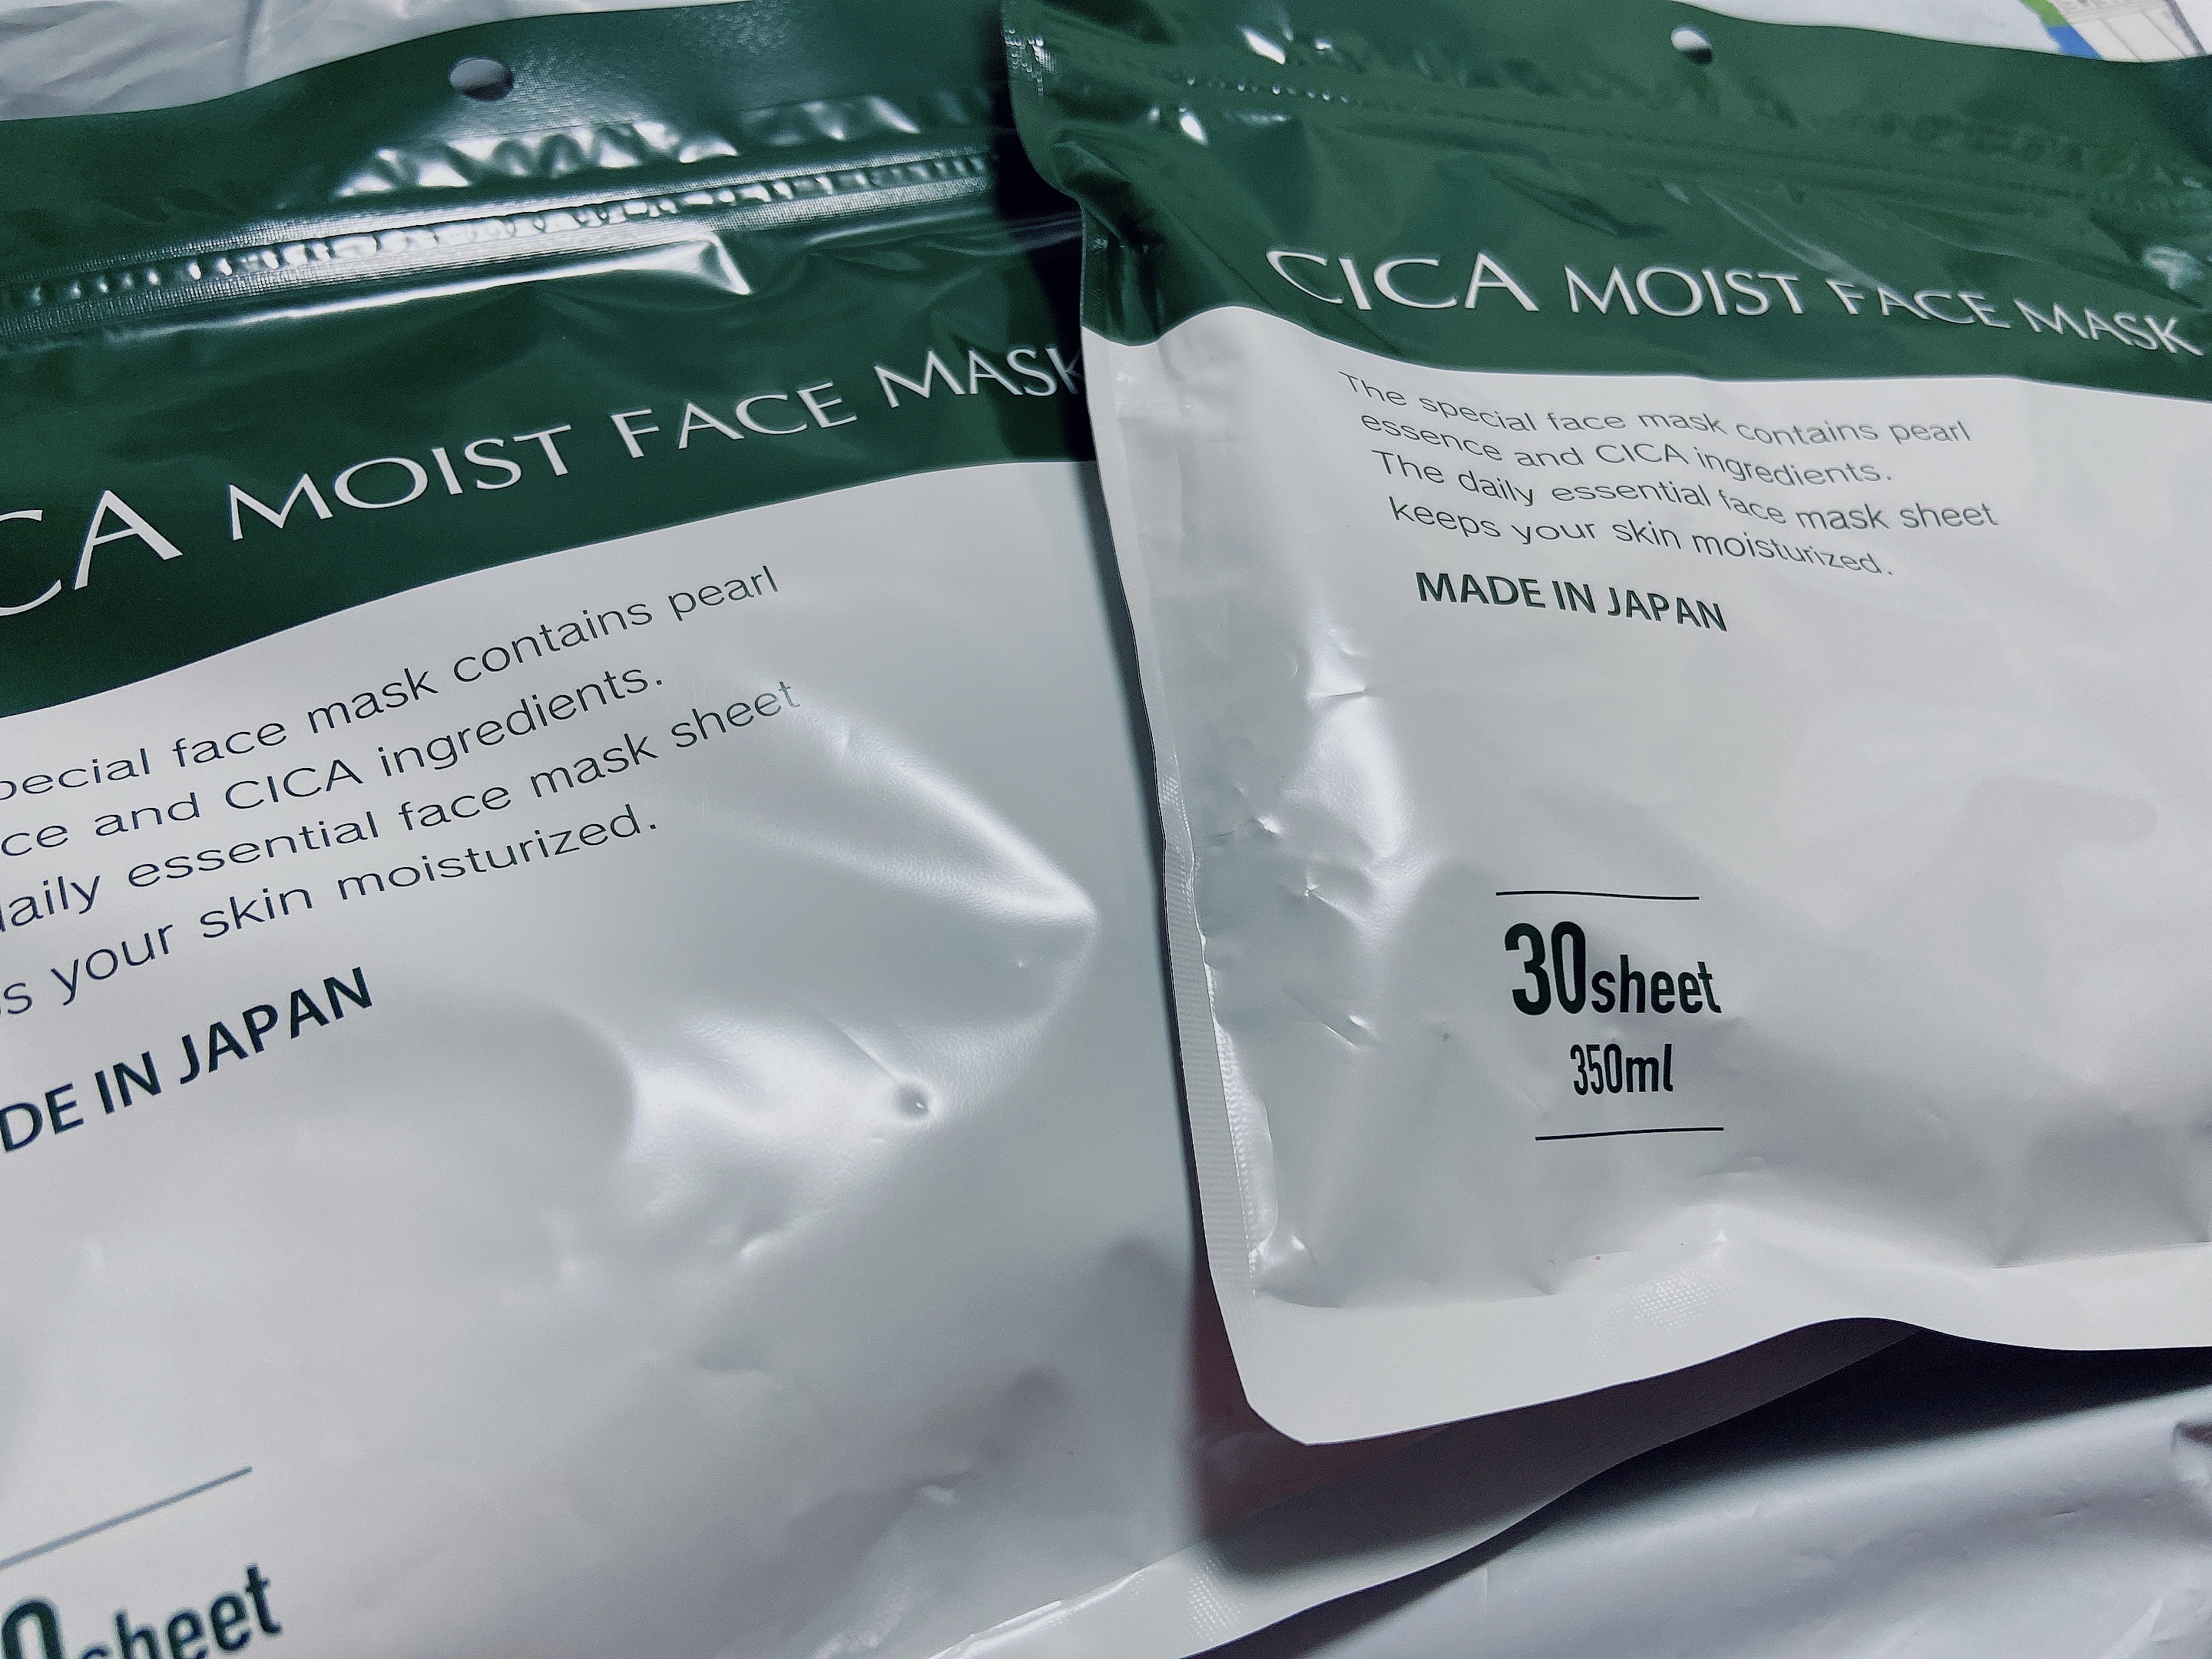 CA MOIST FACE MASK
pecial face mask contains pearl
ce and CICA ingredients.
daily essential face mask sheet
s your skin moisturized.
DE IN JAPAN
0sheet
CICA MOIST FACE MASK
The special face mask contains pearl
essence and CICA ingredients.
The daily essential face mask sheet
keeps your skin moisturized.
MADE IN JAPAN
30sheet
350ml